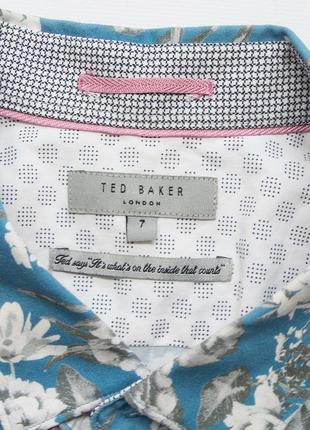 TED BAKER
LONDON
7
Ted says "It's what's on the inside that counts"